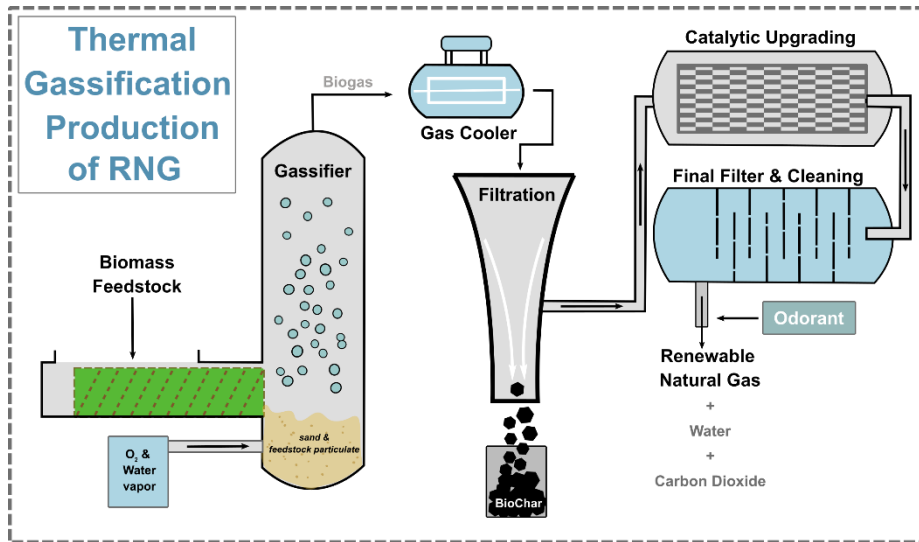 Thermal
Gassification
Production
of RNG
Biogas
Gas Cooler
Catalytic Upgrading
Gassifier
Filtration
Final Filter & Cleaning
Biomass
Feedstock
Odorant
Renewable
Natural Gas
+
Water
+
Carbon Dioxide
sand &
feedstock particulate
O₂ &
Water
vapor
BioChar